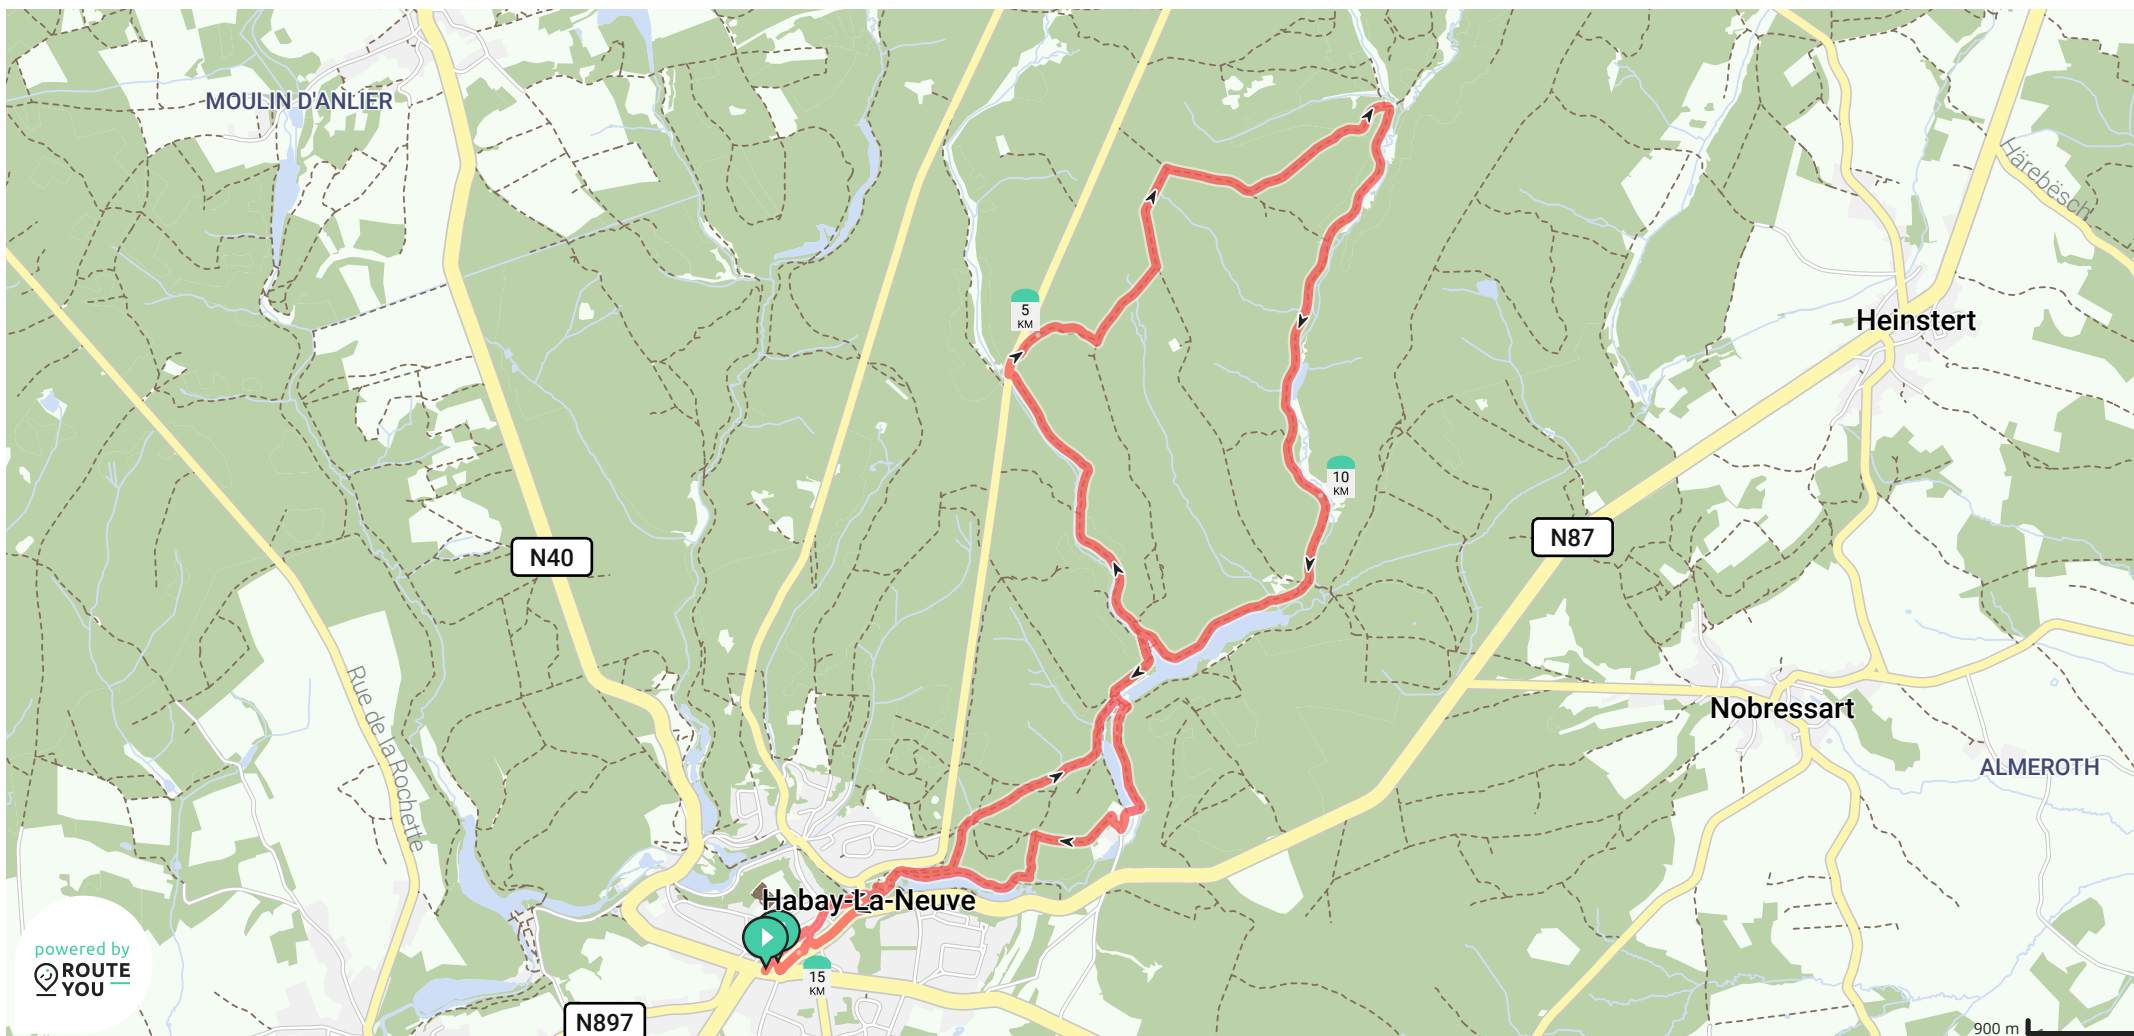 MOULIN D'ANLIER
Härebësch
5
KM
Heinstert
10
KM
N87
N40
Rue de la Rochette
Nobressart
ALMEROTH
Habay-La-Neuve
powered by
ROUTE
YOU
15
KM
N897
900 m